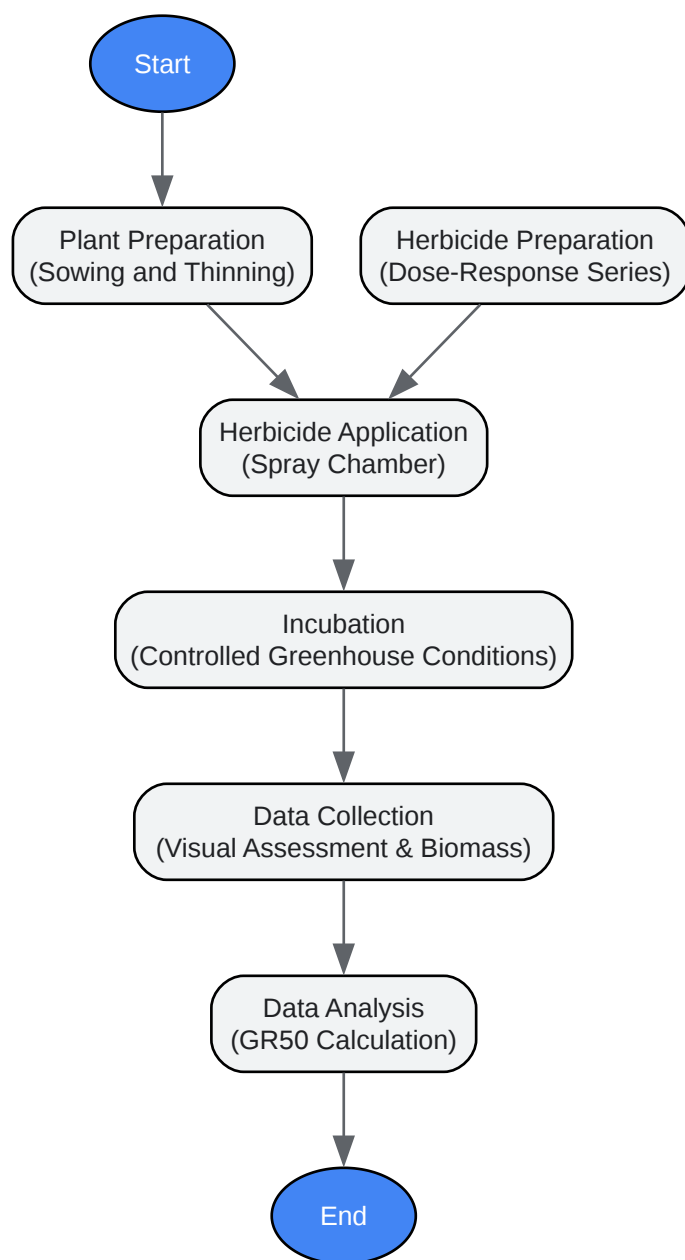 Start
Plant Preparation
(Sowing and Thinning)
Herbicide Preparation
(Dose-Response Series)
Herbicide Application
(Spray Chamber)
Incubation
(Controlled Greenhouse Conditions)
Data Collection
(Visual Assessment & Biomass)
Data Analysis
(GR50 Calculation)
End